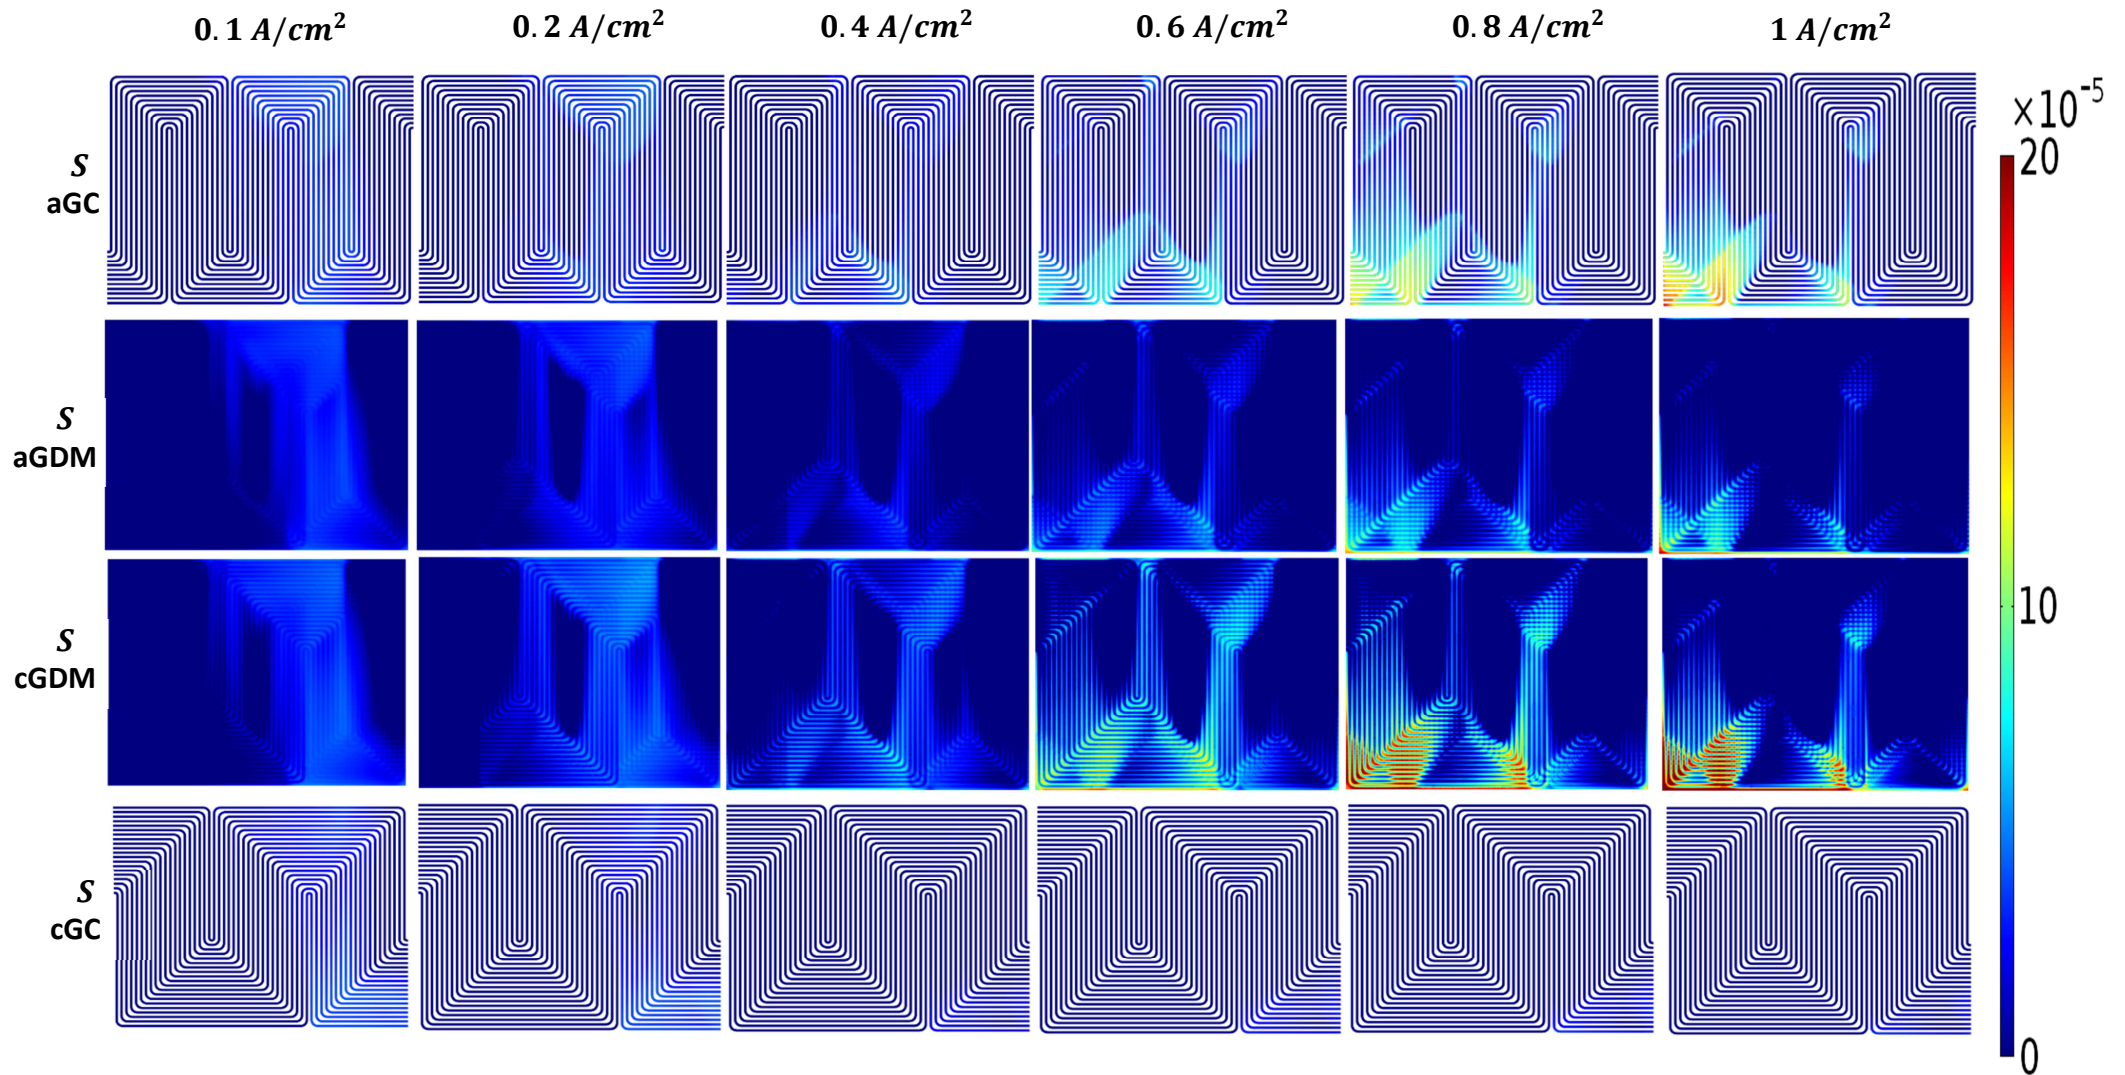 0.1 A/cm² 0.2 A/cm² 0.4 A/cm² 0.6 A/cm² 0.8 A/cm² 1 A/cm²
×10⁻⁵
20
S
aGC
S
aGDM
10
S
cGDM
S
cGC
0